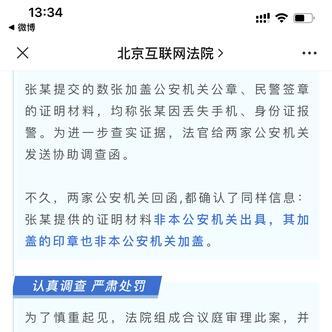 13:34
微博
北京互联网法院
张某提交的数张加盖公安机关公章、民警签章
的证明材料，均称张某因丢失手机、身份证报
警。为进一步查实证据，法官给两家公安机关
发送协助调查函。
不久，两家公安机关回函,都确认了同样信息：
张某提供的证明材料非本公安机关出具，其加
盖的印章也非本公安机关加盖。
认真调查 严肃处罚
为了慎重起见，法院组成合议庭审理此案，并